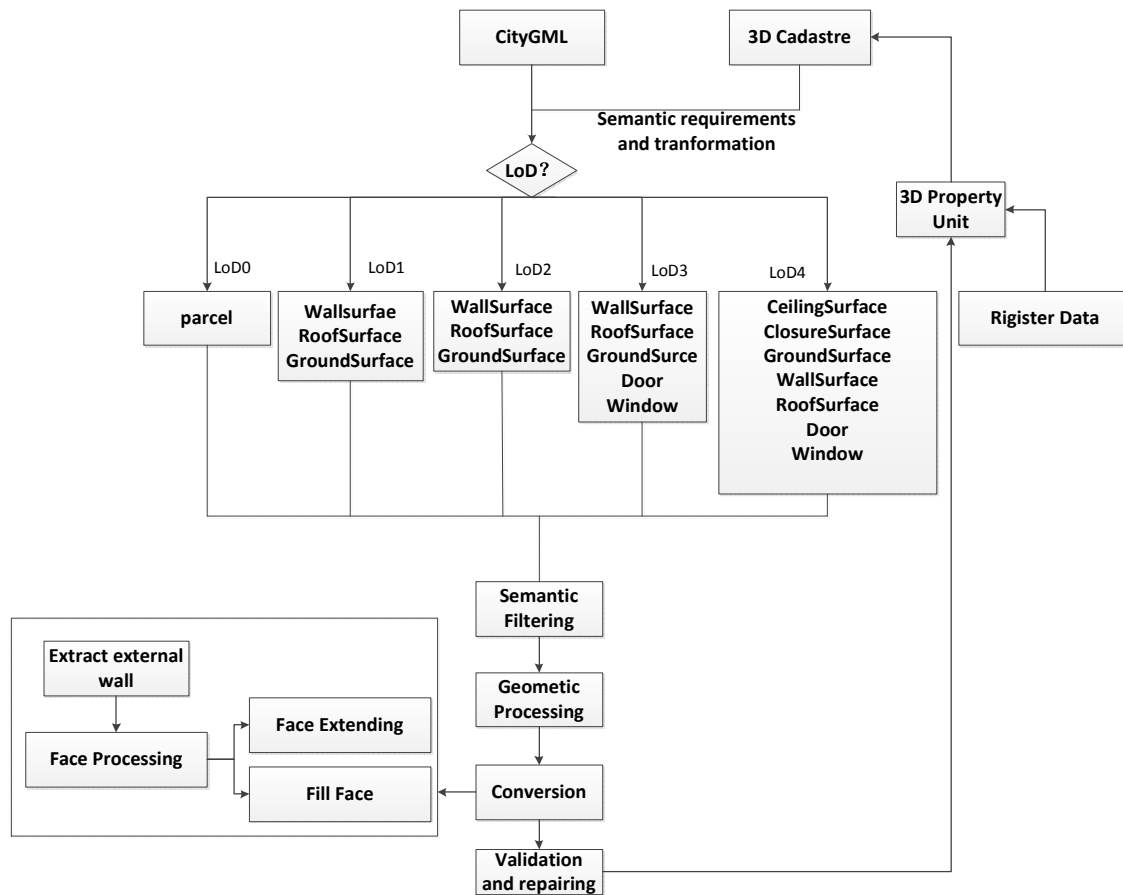 CityGML
3D Cadastre
Semantic requirements
and tranformation
LoD？
3D Property
Unit
LoD0
LoD1
LoD2
LoD3
LoD4
parcel
Wallsurfae
RoofSurface
GroundSurface
WallSurface
RoofSurface
GroundSurface
WallSurface
RoofSurface
GroundSurce
Door
Window
CeilingSurface
ClosureSurface
GroundSurface
WallSurface
RoofSurface
Door
Window
Rigister Data
Semantic
Filtering
Extract external
wall
Geometic
Processing
Face Extending
Face Processing
Fill Face
Conversion
Validation
and repairing